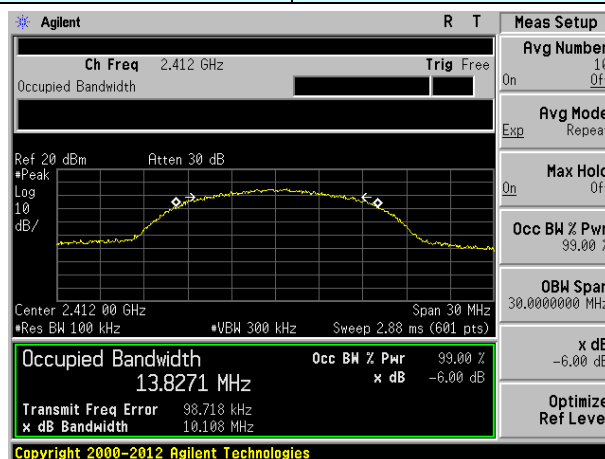 Agilent R T
Ch Freq 2.412 GHz Trig Free
Occupied Bandwidth
Ref 20 dBm Atten 30 dB
#Peak
Log
10
dB/
Center 2.412 00 GHz Span 30 MHz
#Res BW 100 kHz #VBW 300 kHz Sweep 2.88 ms (601 pts)
Occupied Bandwidth Occ BW % Pwr 99.00 %
13.8271 MHz x dB -6.00 dB
Transmit Freq Error 98.718 kHz
x dB Bandwidth 10.108 MHz
Copyright 2000-2012 Agilent Technologies
Meas Setup
Avg Number
10
On Of
Avg Mode
Exp Repea
Max Hold
On Of
Occ BW % Pwr
99.00 %
OBW Span
30.0000000 MHz
x dB
-6.00 dB
Optimize
Ref Leve